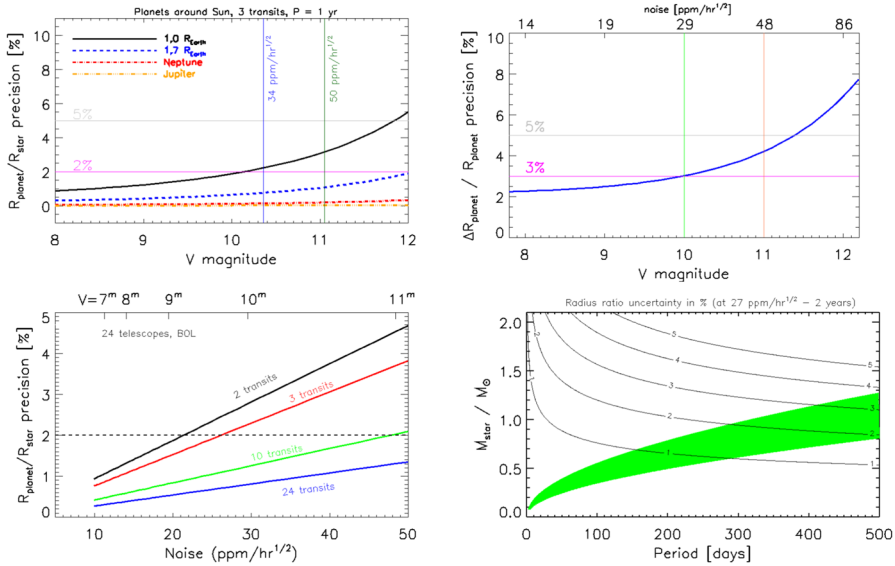 Planets around Sun, 3 transits, P = 1 yr
R_planet/R_star precision [%]
10
8
6
4
2
0
1,0 R_Earth
1,7 R_Earth
Neptune
Jupiter
5%
2%
34 ppm/hr^1/2
50 ppm/hr^1/2
8 9 10 11 12
V magnitude
noise [ppm/hr^1/2]
14 19 29 48 86
ΔR_planet / R_planet precision [%]
10
8
6
4
2
0
5%
3%
8 9 10 11 12
V magnitude
V=7^m 8^m 9^m 10^m 11^m
24 telescopes, BOL
R_planet/R_star precision [%]
5
4
3
2
1
0
2 transits
3 transits
10 transits
24 transits
10 20 30 40 50
Noise (ppm/hr^1/2)
Radius ratio uncertainty in % (at 27 ppm/hr^1/2 – 2 years)
M_star / M_⊙
2.0
1.5
1.0
0.5
0.0
2
1
5
4
3
2
1
5
4
3
2
1
0 100 200 300 400 500
Period [days]